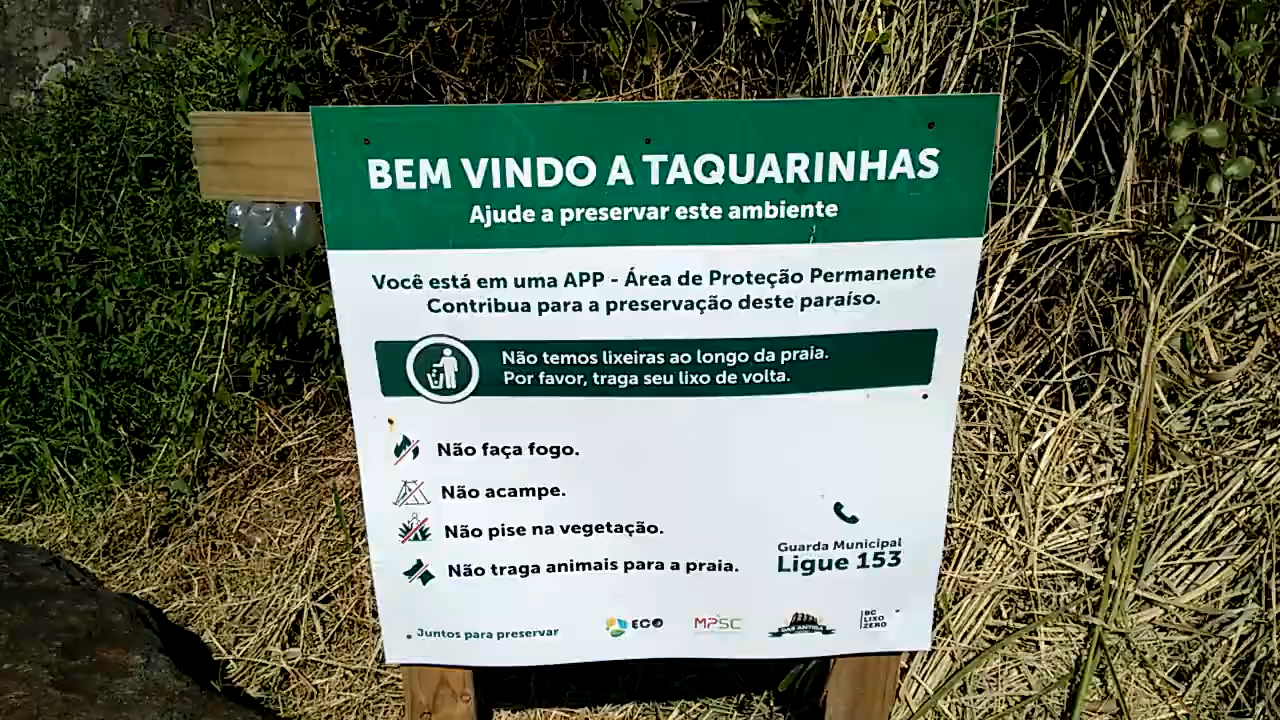 BEM VINDO A TAQUARINHAS
Ajude a preservar este ambiente
Você está em uma APP - Área de Proteção Permanente
Contribua para a preservação deste paraíso.
Não temos lixeiras ao longo da praia.
Por favor, traga seu lixo de volta.
Não faça fogo.
Não acampe.
Não pise na vegetação.
Não traga animais para a praia.
Guarda Municipal
Ligue 153
Juntos para preservar
ECO
MPSC
BC
LIXO
ZERO